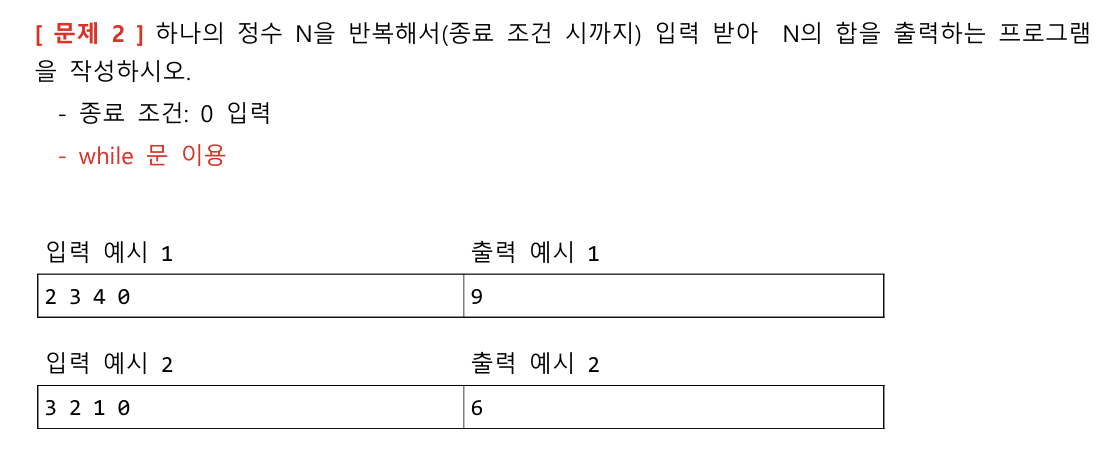 [ 문제 2 ] 하나의 정수 N을 반복해서(종료 조건 시까지) 입력 받아 N의 합을 출력하는 프로그램
을 작성하시오.
- 종료 조건: 0 입력
- while 문 이용
입력 예시 1 출력 예시 1
2 3 4 0 9
입력 예시 2 출력 예시 2
3 2 1 0 6